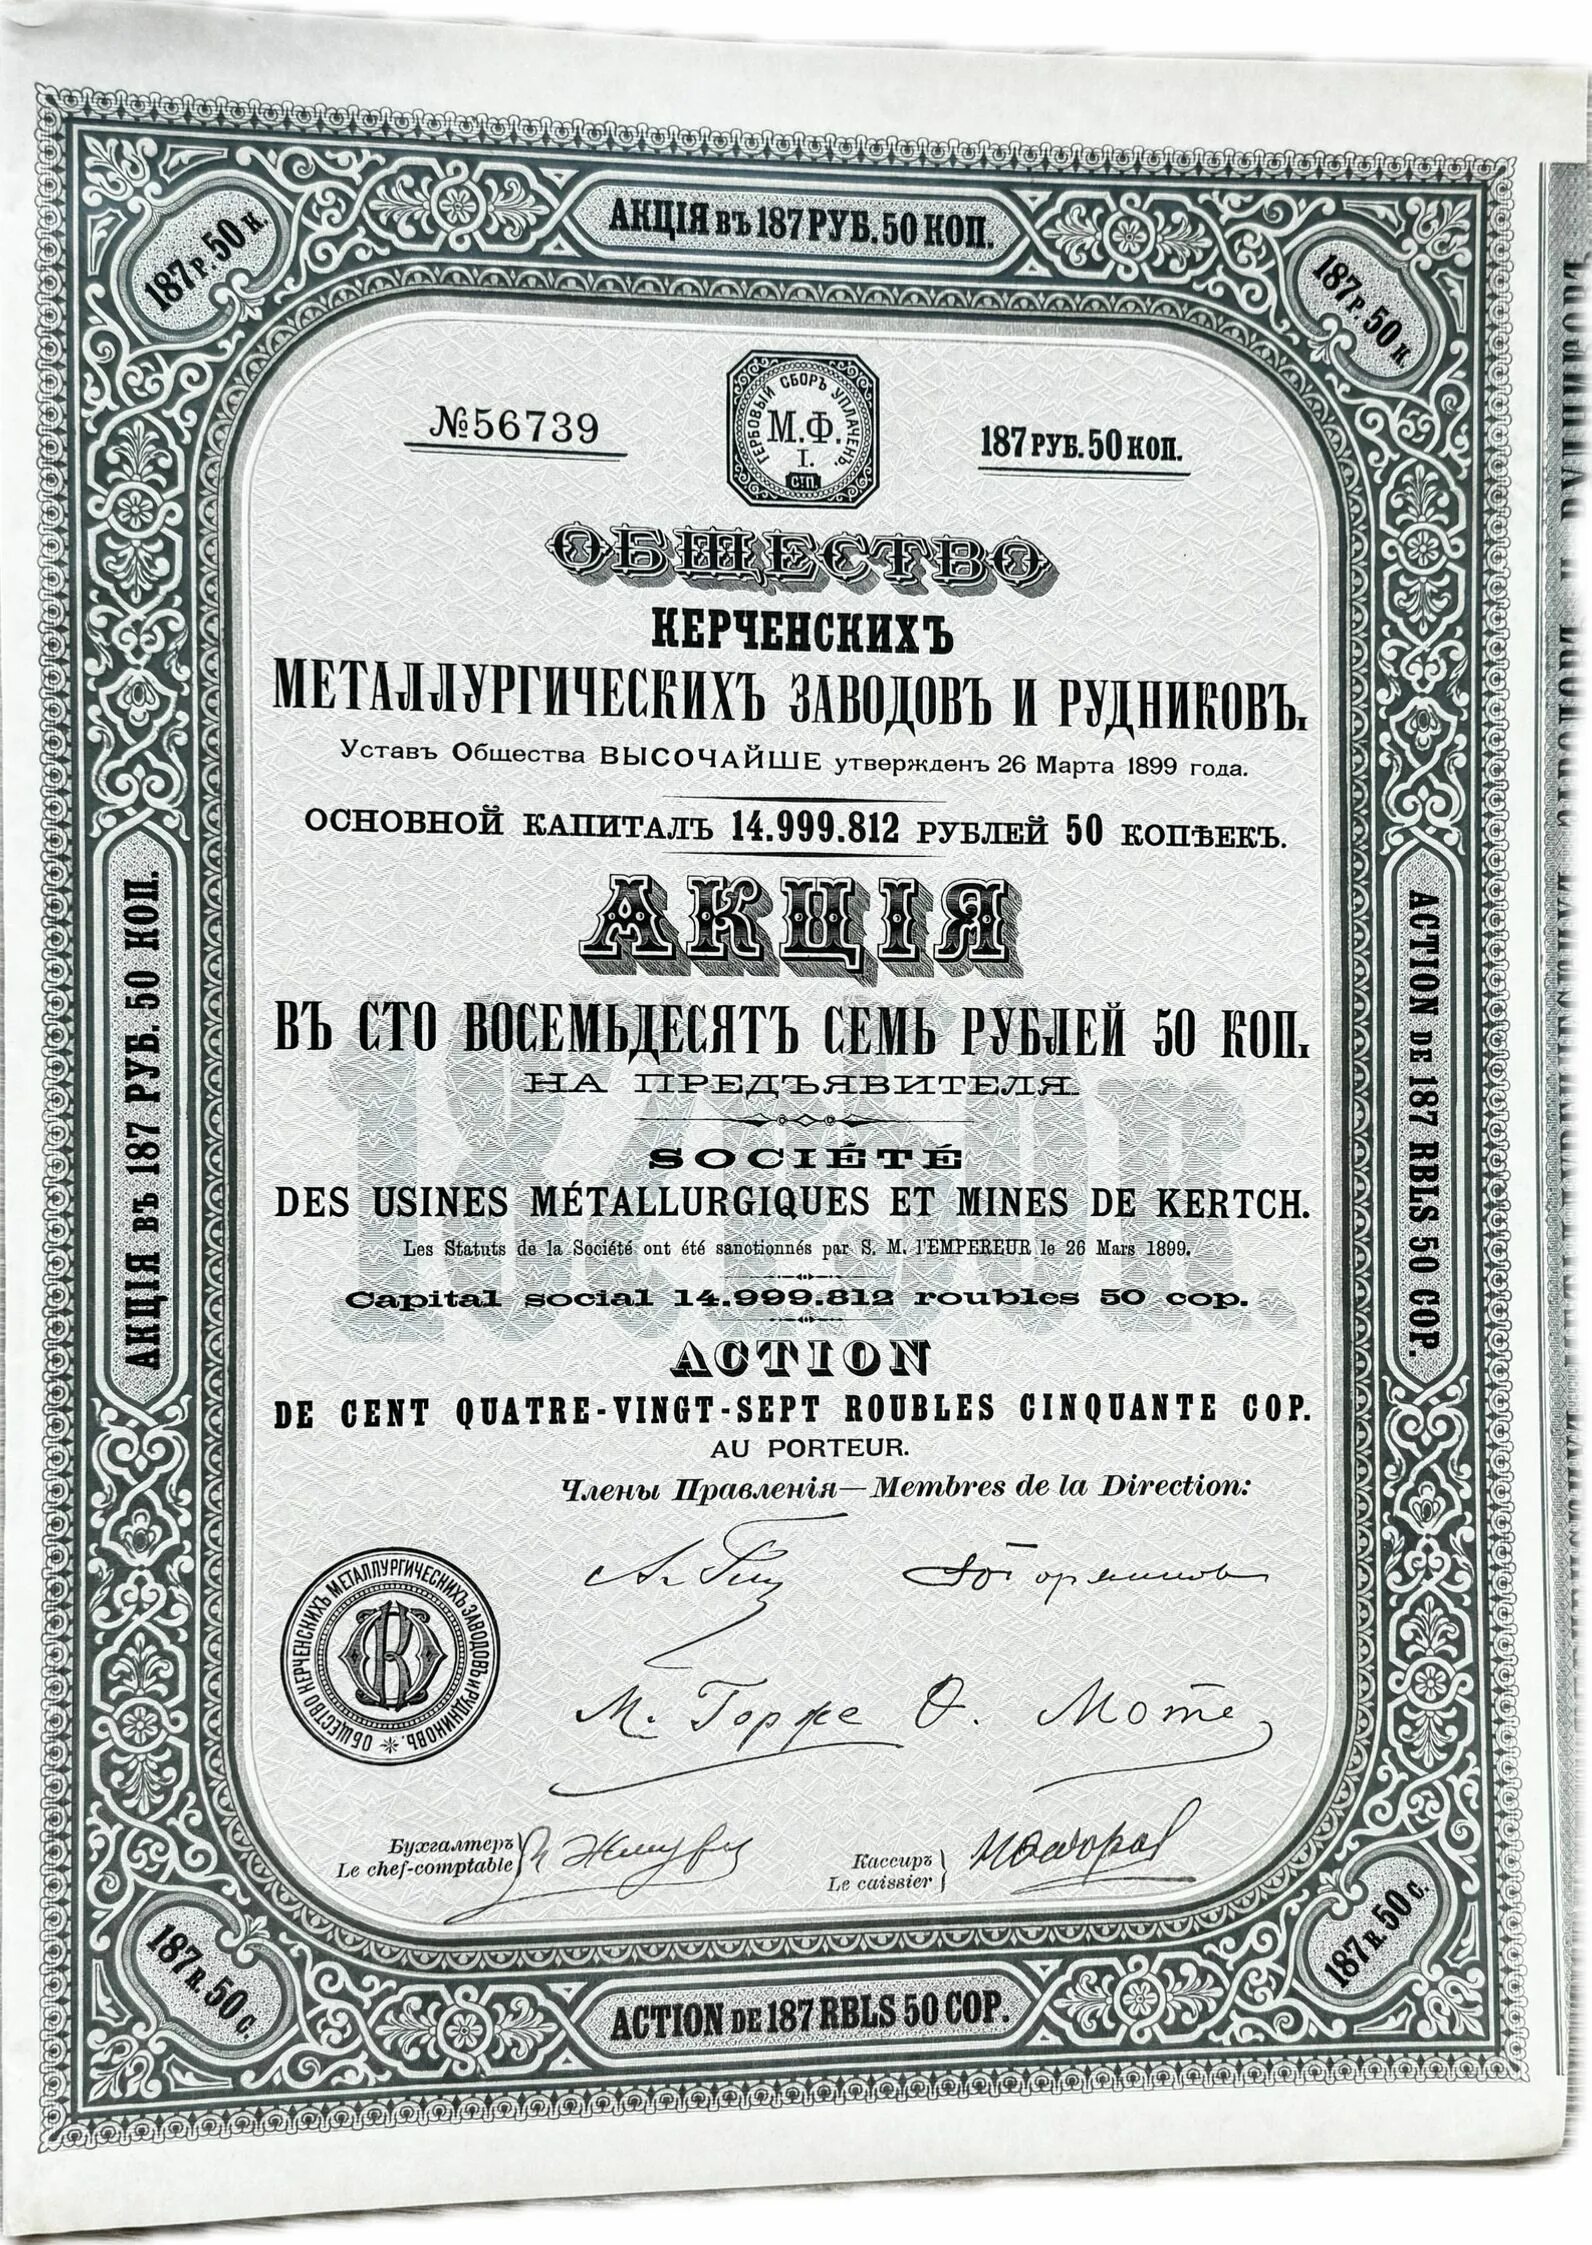 АКЦІЯ ВЪ 187 РУБ. 50 КОП.
187 Р. 50 К.
187 Р. 50 К.
№56739
ГЕРБОВЫЙ СБОРЪ УПЛАЧЕНЪ.
М.Ф.
I.
187 РУБ. 50 КОП.
ОБЩЕСТВО
КЕРЧЕНСКИХЪ
МЕТАЛЛУРГИЧЕСКИХЪ ЗАВОДОВЪ И РУДНИКОВЪ.
Уставъ Общества ВЫСОЧАЙШЕ утвержденъ 26 Марта 1899 года.
ОСНОВНОЙ КАПИТАЛЪ 14.999.812 РУБЛЕЙ 50 КОПѢЕКЪ.
АКЦІЯ
ВЪ СТО ВОСЕМЬДЕСЯТЪ СЕМЬ РУБЛЕЙ 50 КОП.
НА ПРЕДЪЯВИТЕЛЯ.
SOCIÉTÉ
DES USINES MÉTALLURGIQUES ET MINES DE KERTCH.
Les Statuts de la Société ont été sanctionnés par S. M. l'EMPEREUR le 26 Mars 1899.
Capital social 14.999.812 roubles 50 cop.
ACTION
DE CENT QUATRE-VINGT-SEPT ROUBLES CINQUANTE COP.
AU PORTEUR.
Члены Правленія—Membres de la Direction:
М. Горже
ОБЩЕСТВО КЕРЧЕНСКИХЪ МЕТАЛЛУРГИЧЕСКИХЪ ЗАВОДОВЪ И РУДНИКОВЪ.
Бухгалтеръ
Le chef-comptable
Кассиръ
Le caissier
АКЦІЯ ВЪ 187 РУБ. 50 КОП.
ACTION DE 187 RBLS 50 COP.
187 R. 50 C.
187 R. 50 C.
ACTION DE 187 RBLS 50 COP.